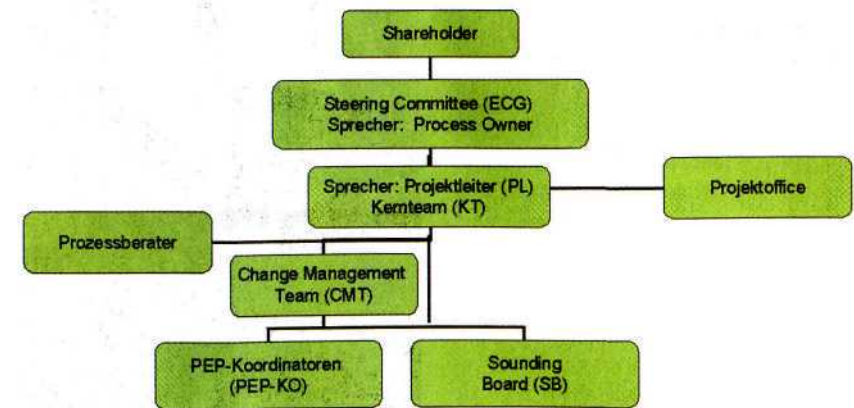 Shareholder
Steering Committee (ECG)
Sprecher: Process Owner
Sprecher: Projektleiter (PL)
Kernteam (KT)
Projektoffice
Prozessberater
Change Management
Team (CMT)
PEP-Koordinatoren
(PEP-KO)
Sounding
Board (SB)